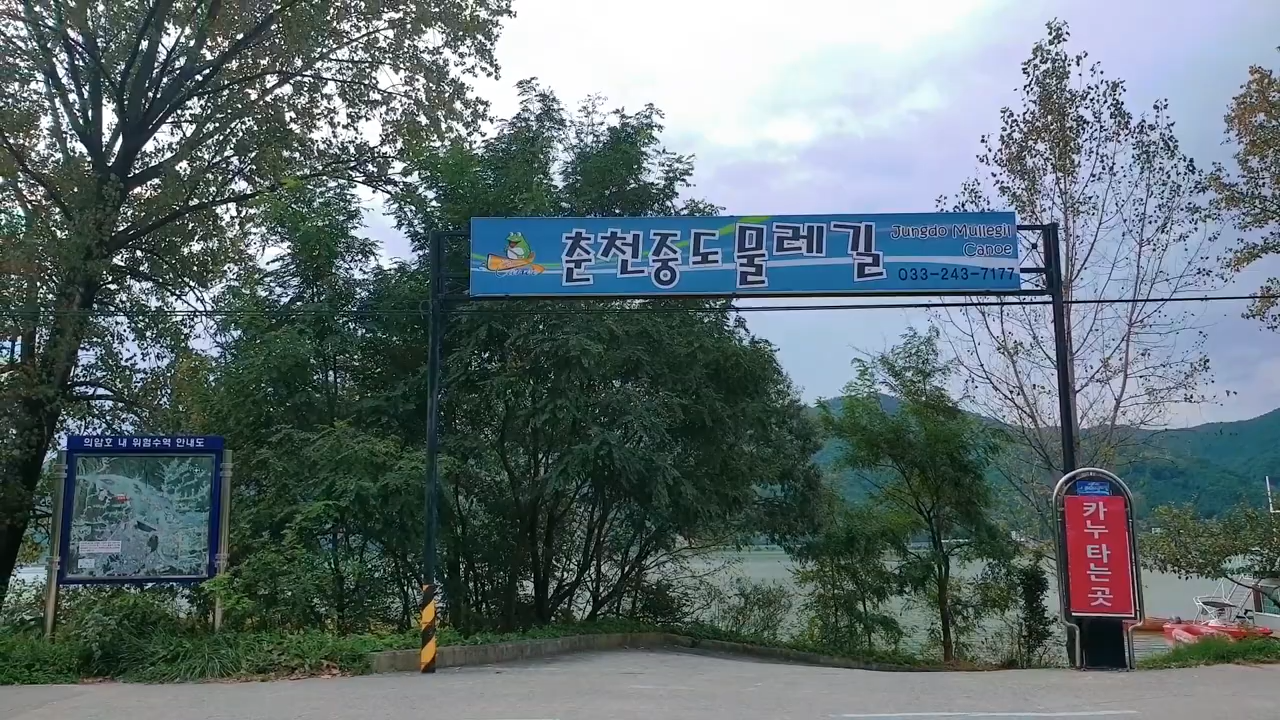 춘천중도물레길
Jungdo Mullegil
Canoe
033-243-7177
의암호 내 위험수역 안내도
카누 타는 곳